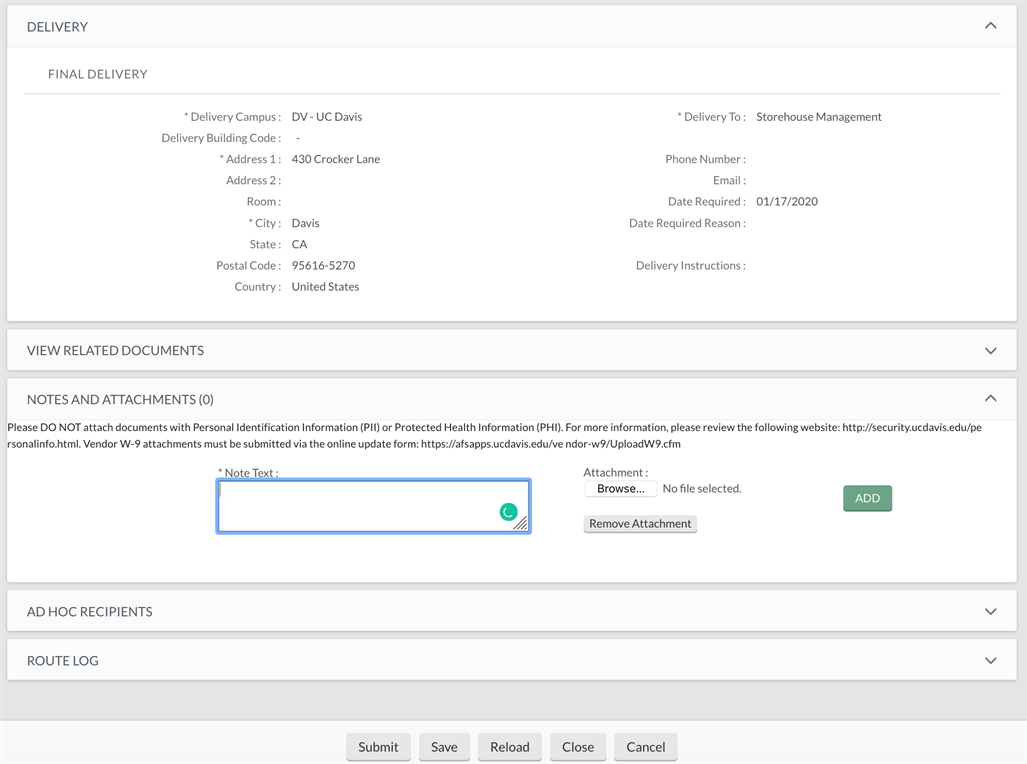 DELIVERY
FINAL DELIVERY
* Delivery Campus : DV - UC Davis
* Delivery To : Storehouse Management
Delivery Building Code : -
* Address 1 : 430 Crocker Lane
Phone Number :
Address 2 :
Email :
Room :
Date Required : 01/17/2020
* City : Davis
Date Required Reason :
State : CA
Postal Code : 95616-5270
Delivery Instructions :
Country : United States
VIEW RELATED DOCUMENTS
NOTES AND ATTACHMENTS (0)
Please DO NOT attach documents with Personal Identification Information (PII) or Protected Health Information (PHI). For more information, please review the following website: http://security.ucdavis.edu/pe
rsonalinfo.html. Vendor W-9 attachments must be submitted via the online update form: https://afsapps.ucdavis.edu/ve ndor-w9/UploadW9.cfm
* Note Text :
Attachment :
Browse... No file selected.
ADD
Remove Attachment
AD HOC RECIPIENTS
ROUTE LOG
Submit Save Reload Close Cancel